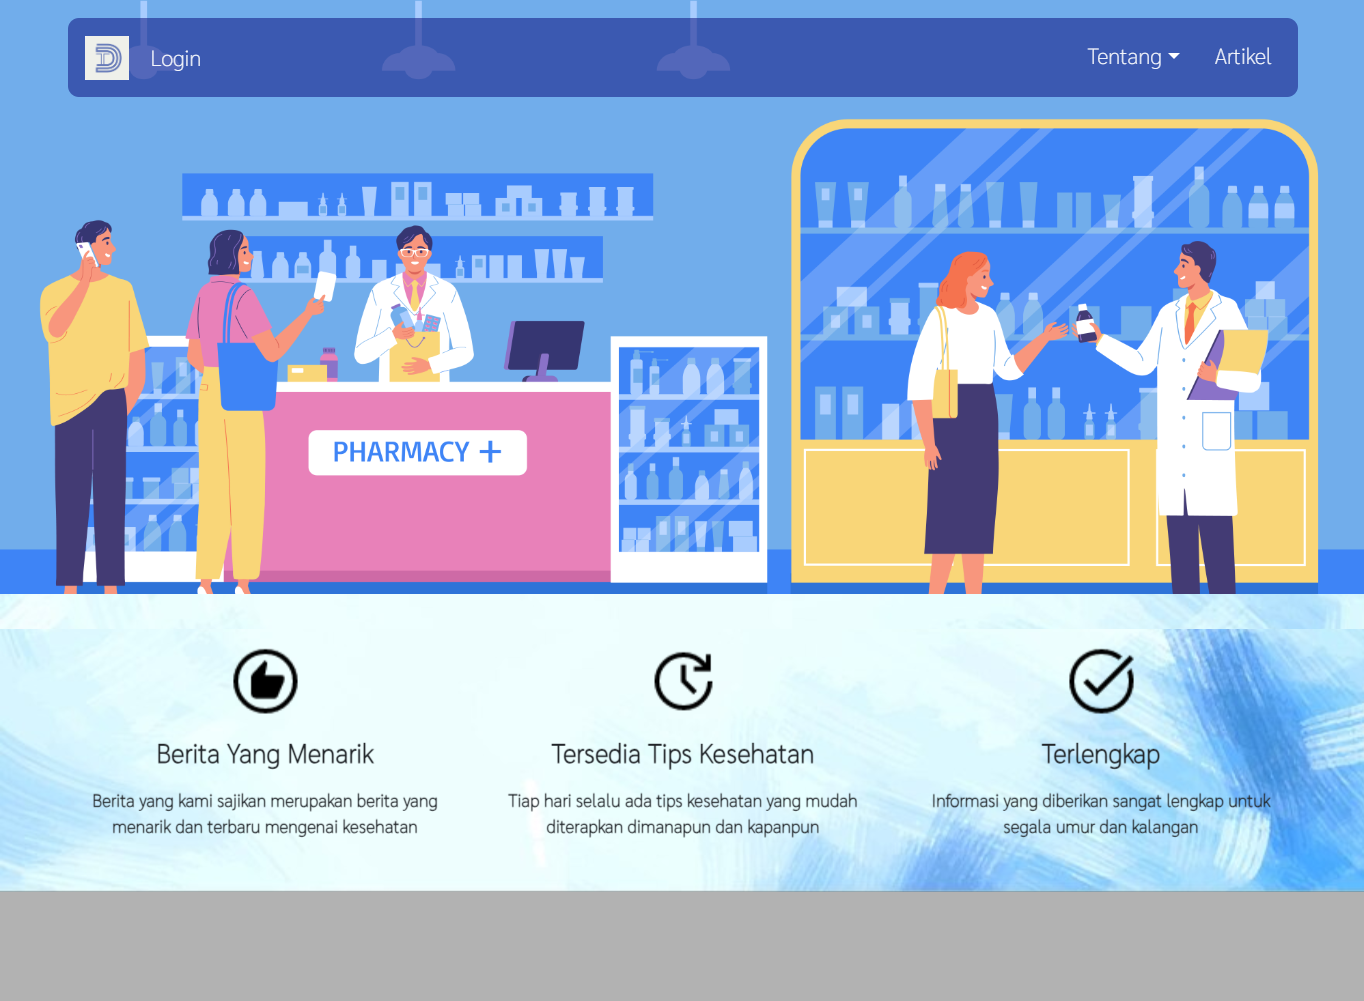 Login
Tentang
Artikel
PHARMACY +
Berita Yang Menarik
Berita yang kami sajikan merupakan berita yang
menarik dan terbaru mengenai kesehatan
Tersedia Tips Kesehatan
Tiap hari selalu ada tips kesehatan yang mudah
diterapkan dimanapun dan kapanpun
Terlengkap
Informasi yang diberikan sangat lengkap untuk
segala umur dan kalangan